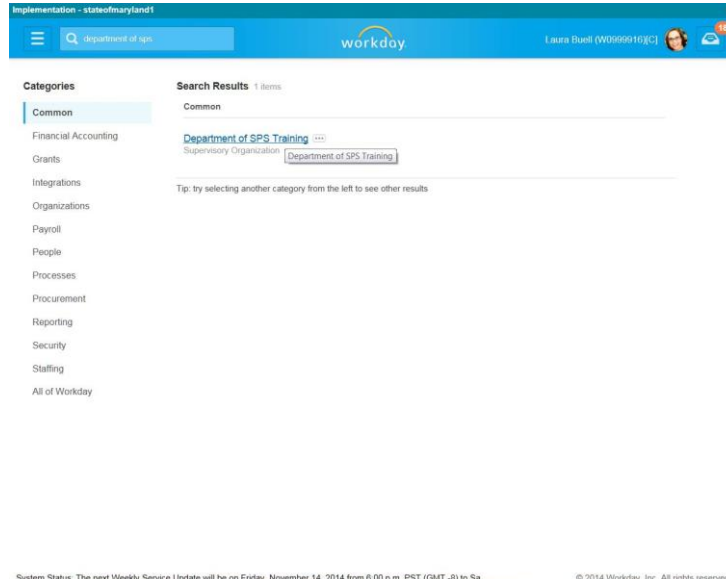 Implementation - stateofmaryland1
department of sps
workday.
Laura Buell (W0999916)[C]
18
Categories
Common
Financial Accounting
Grants
Integrations
Organizations
Payroll
People
Processes
Procurement
Reporting
Security
Staffing
All of Workday
Search Results 1 items
Common
Department of SPS Training
Supervisory Organization
Department of SPS Training
Tip: try selecting another category from the left to see other results
System Status: The next Weekly Service Update will be on Friday, November 14, 2014 from 6:00 p.m. PST (GMT -8) to Sa
© 2014 Workday, Inc. All rights reserve